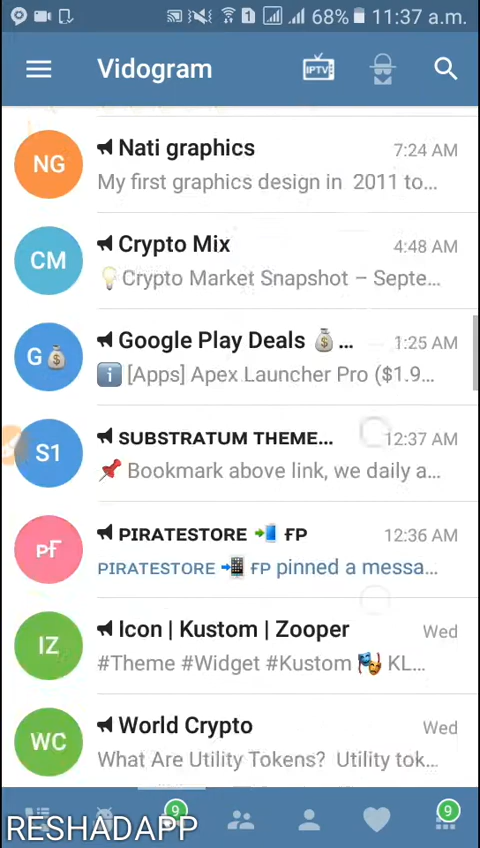 68% 11:37 a.m.
Vidogram
IPTV
NG
Nati graphics
7:24 AM
My first graphics design in 2011 to...
CM
Crypto Mix
4:48 AM
💡Crypto Market Snapshot – Septe...
G💰
Google Play Deals 💰...
1:25 AM
ℹ️ [Apps] Apex Launcher Pro ($1.9...
S1
SUBSTRATUM THEME...
12:37 AM
📌 Bookmark above link, we daily a...
PF
PIRATESTORE 📲 ҒP
12:36 AM
PIRATESTORE 📲 ҒP pinned a messa...
IZ
Icon | Kustom | Zooper
Wed
#Theme #Widget #Kustom 🎭 KL...
WC
World Crypto
Wed
What Are Utility Tokens? Utility tok...
9
9
RESHADAPP